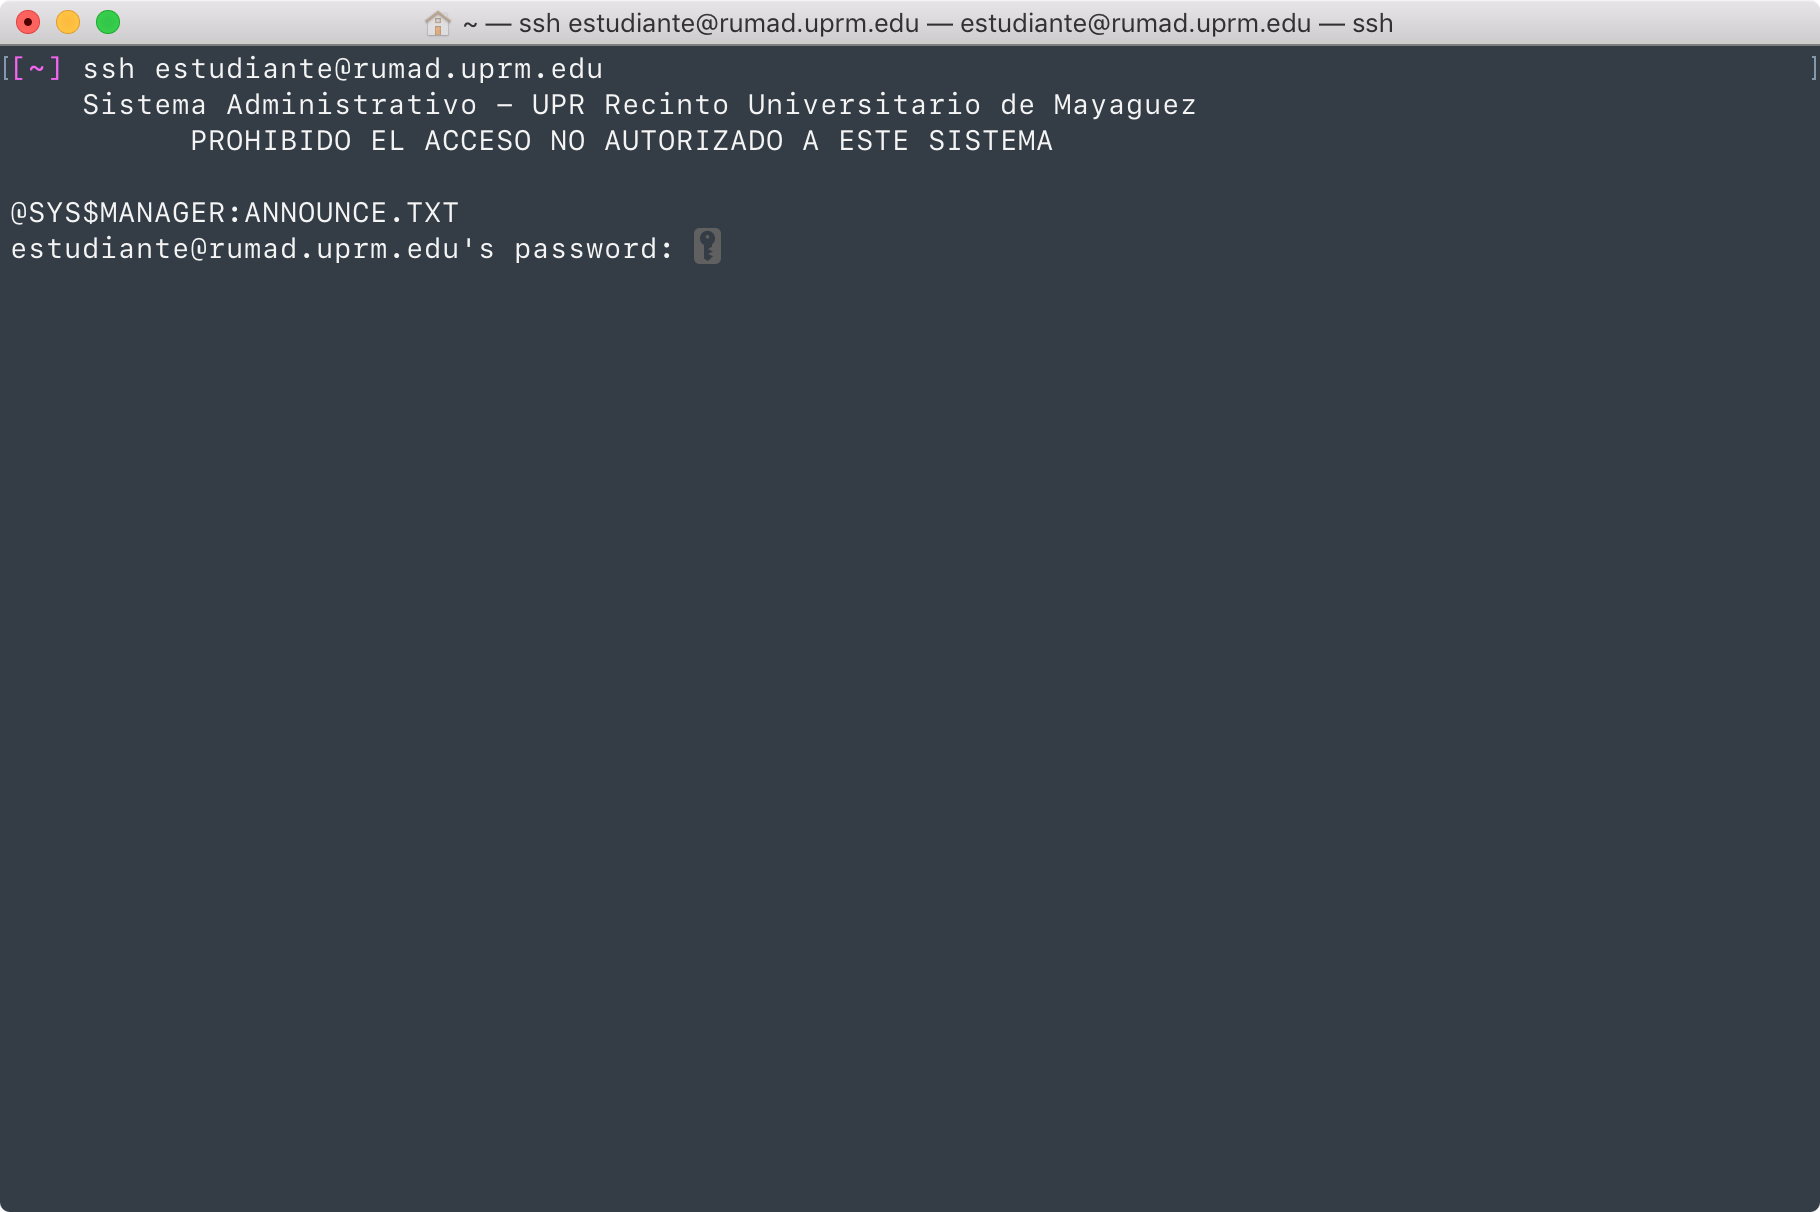 ~ — ssh estudiante@rumad.uprm.edu — estudiante@rumad.uprm.edu — ssh
[[~] ssh estudiante@rumad.uprm.edu ]
Sistema Administrativo - UPR Recinto Universitario de Mayaguez
PROHIBIDO EL ACCESO NO AUTORIZADO A ESTE SISTEMA
@SYS$MANAGER:ANNOUNCE.TXT
estudiante@rumad.uprm.edu's password: